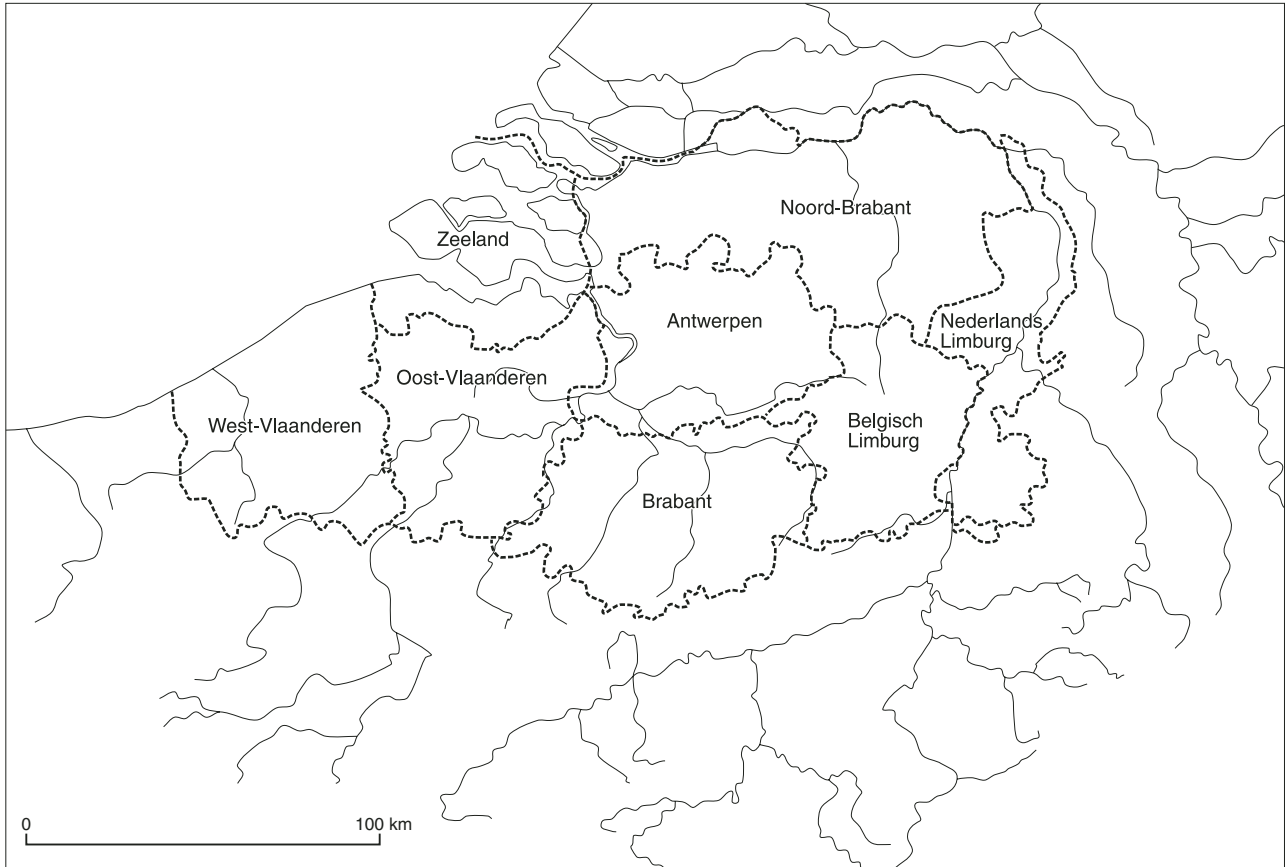 Noord-Brabant
Zeeland
Antwerpen
Nederlands
Limburg
Oost-Vlaanderen
West-Vlaanderen
Belgisch
Limburg
Brabant
0
100 km